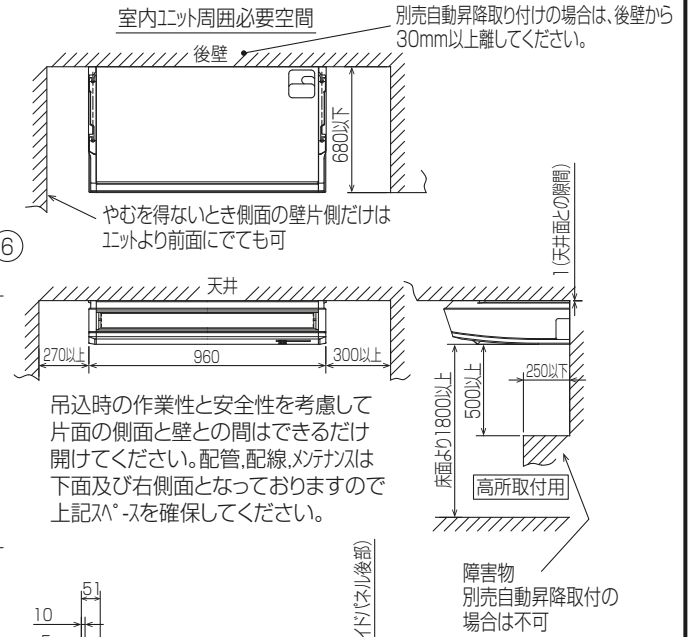 室内ユニット周囲必要空間
別売自動昇降取り付けの場合は、後壁から
30mm以上離してください。
後壁
680以下
やむを得ないとき側面の壁片側だけは
ユニットより前面にでても可
6
1(天井面との隙間)
天井
270以上
960
300以上
床面より1800以上
500以上
250以下
高所取付用
吊込時の作業性と安全性を考慮して
片面の側面と壁との間はできるだけ
開けてください。配管,配線,メンテナンスは
下面及び右側面となっておりますので
上記スペースを確保してください。
障害物
別売自動昇降取付の
場合は不可
51
10
イドパネル後部)